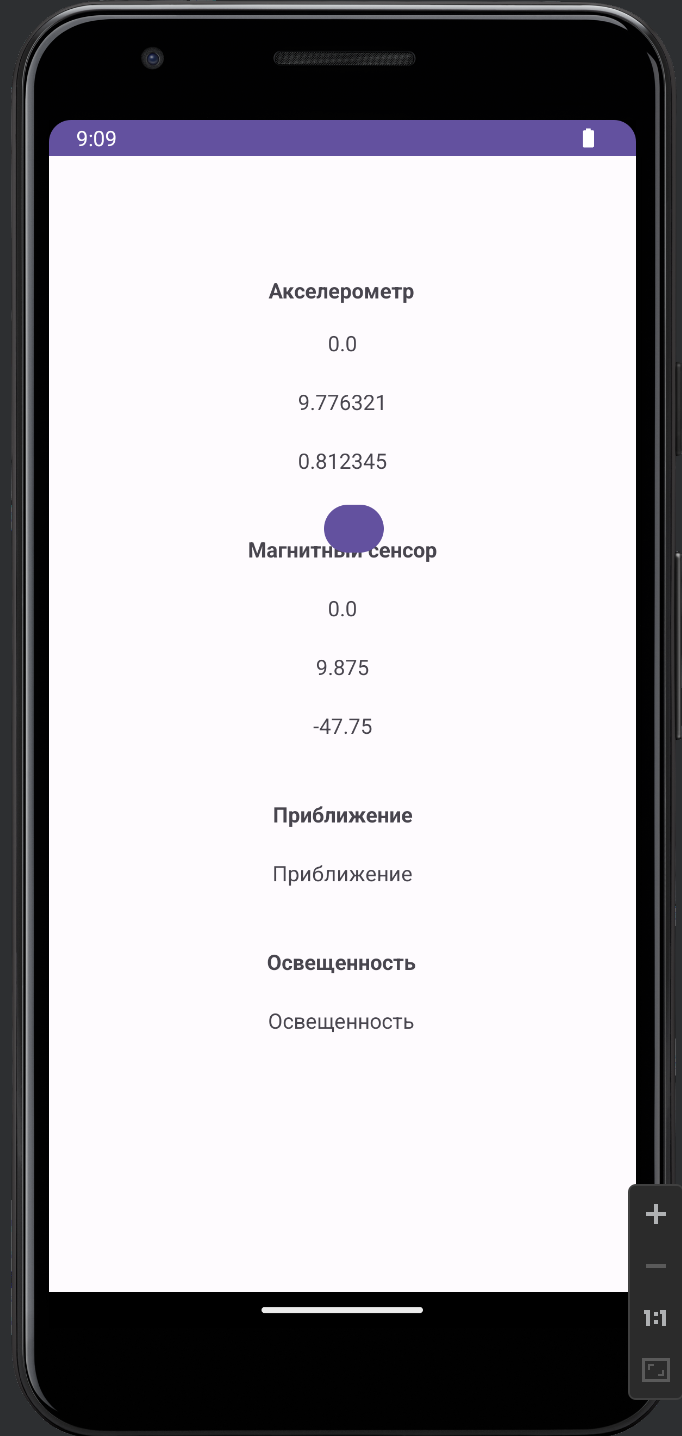 9:09
Акселерометр
0.0
9.776321
0.812345
Магнитный сенсор
0.0
9.875
-47.75
Приближение
Приближение
Освещенность
Освещенность
1:1